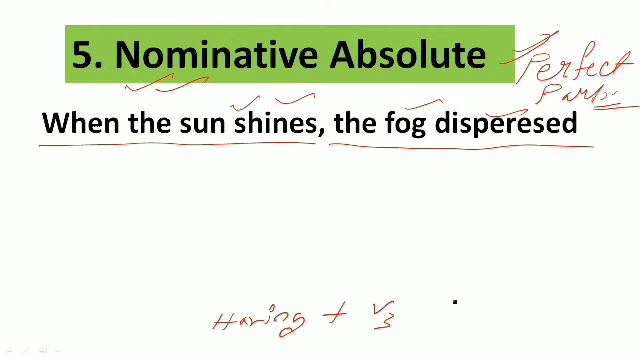 5. Nominative Absolute
Perfect
Part
When the sun shines, the fog disperesed
Having + V3